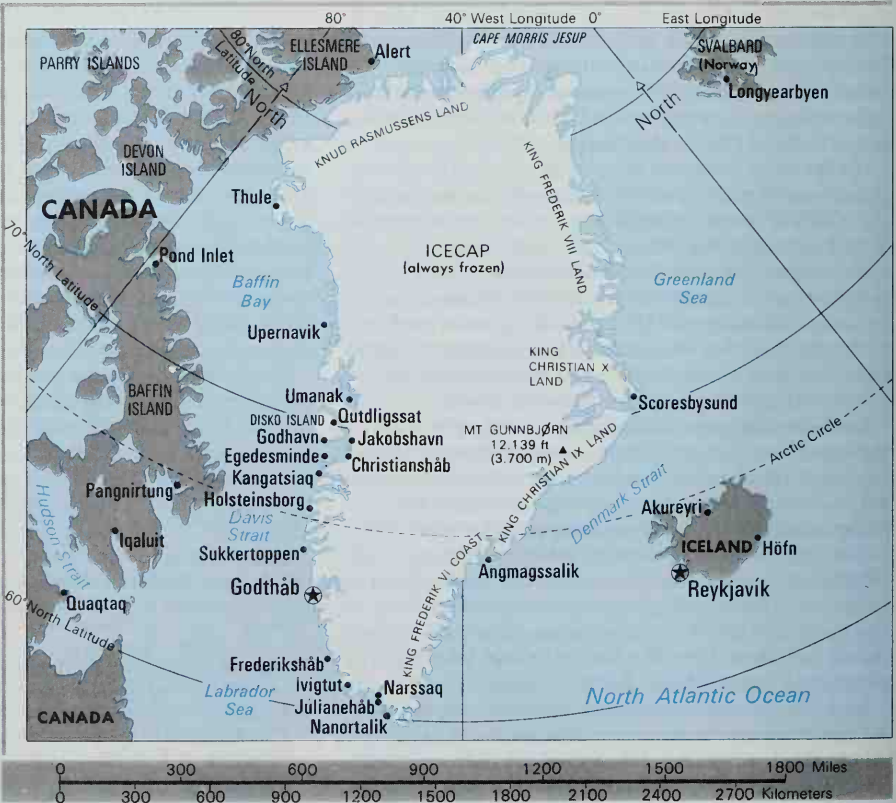 80°
40° West Longitude
0°
East Longitude
80° North
Latitude
ELLESMERE
ISLAND
Alert
CAPE MORRIS JESUP
SVALBARD
(Norway)
Longyearbyen
PARRY ISLANDS
North
North
KNUD RASMUSSENS LAND
DEVON
ISLAND
KING FREDERIK VIII LAND
Thule
CANADA
ICECAP
(always frozen)
70°
North Latitude
Pond Inlet
Baffin
Bay
Greenland
Sea
Upernavik
KING
CHRISTIAN X
LAND
BAFFIN
ISLAND
Umanak
Scoresbysund
DISKO ISLAND
Qutdligssat
Godhavn
Jakobshavn
MT GUNNBJØRN
12.139 ft
(3.700 m)
Egedesminde
Christianshåb
KING CHRISTIAN IX LAND
Arctic Circle
Kangatsiaq
Pangnirtung
Holsteinsborg
Denmark Strait
Hudson Strait
Davis
Strait
Akureyri
Iqaluit
Sukkertoppen
ICELAND
Höfn
KING FREDERIK VI COAST
Angmagssalik
Godthåb
Reykjavík
Quaqtaq
60°
North Latitude
Frederikshåb
Ivigtut
Narssaq
Labrador
Sea
Júlianehåb
North Atlantic Ocean
CANADA
Nanortalik
0 300 600 900 1200 1500 1800 Miles
0 300 600 900 1200 1500 1800 2100 2400 2700 Kilometers